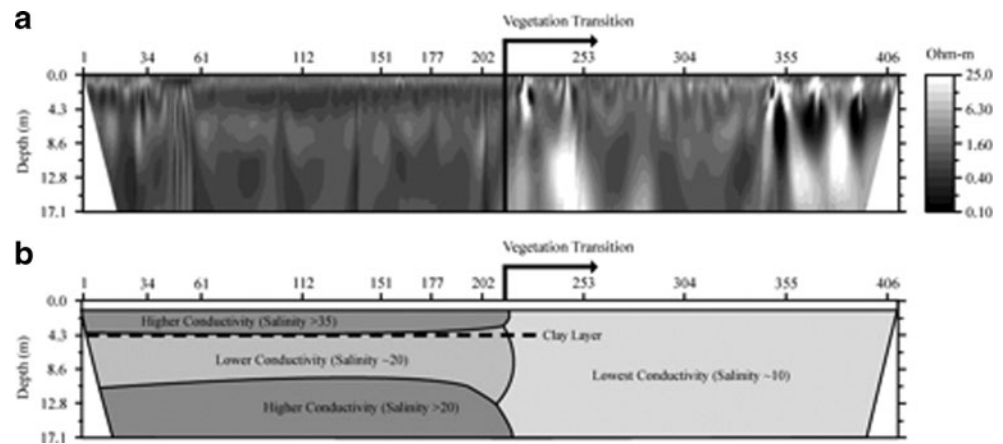 a
Vegetation Transition
1 34 61 112 151 177 202 253 304 355 406
Ohm-m
0.0
4.3
8.6
12.8
17.1
Depth (m)
25.0
6.30
1.60
0.40
0.10
b
Vegetation Transition
1 34 61 112 151 177 202 253 304 355 406
0.0
4.3
8.6
12.8
17.1
Depth (m)
Higher Conductivity (Salinity >35)
Clay Layer
Lower Conductivity (Salinity ~20)
Lowest Conductivity (Salinity ~10)
Higher Conductivity (Salinity >20)